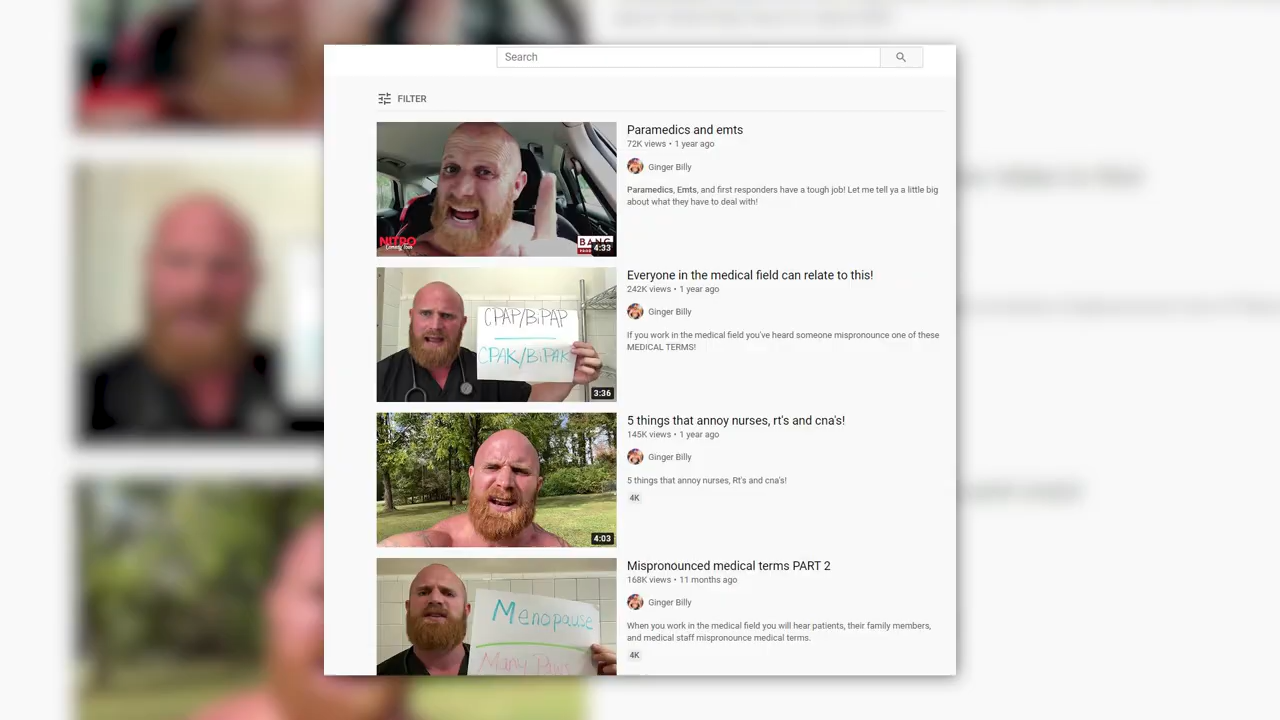 Search
FILTER
Paramedics and emts
72K views • 1 year ago
Ginger Billy
Paramedics, Emts, and first responders have a tough job! Let me tell ya a little big
about what they have to deal with!
NITRO
Comedy Tour
BANG
4:33
Everyone in the medical field can relate to this!
242K views • 1 year ago
Ginger Billy
If you work in the medical field you've heard someone mispronounce one of these
MEDICAL TERMS!
CPAP/BiPAP
CPAK/BiPAK
3:36
5 things that annoy nurses, rt's and cna's!
145K views • 1 year ago
Ginger Billy
5 things that annoy nurses, Rt's and cna's!
4K
4:03
Mispronounced medical terms PART 2
168K views • 11 months ago
Ginger Billy
When you work in the medical field you will hear patients, their family members,
and medical staff mispronounce medical terms.
4K
Menopause
Many Paws